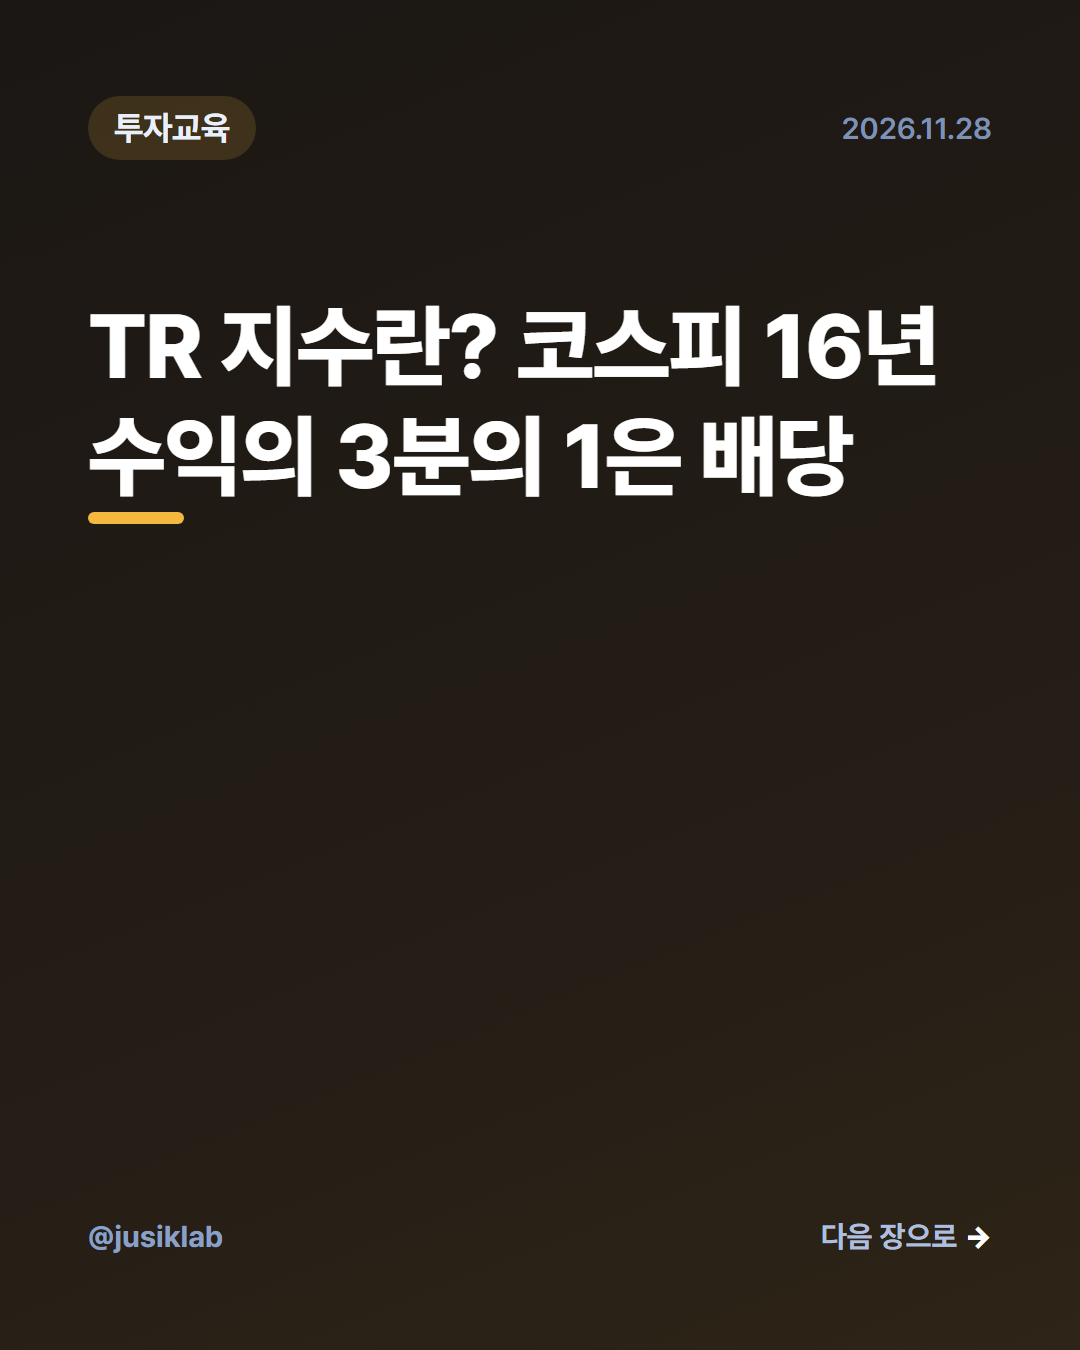 투자교육
2026.11.28
TR 지수란? 코스피 16년
수익의 3분의 1은 배당
@jusiklab
다음 장으로 →